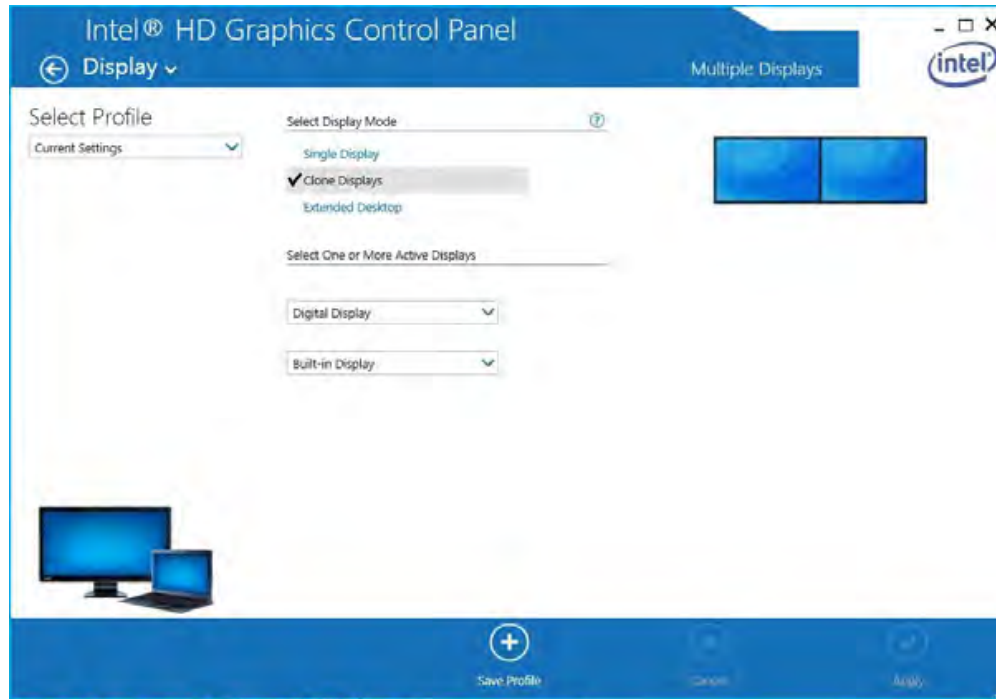 Intel® HD Graphics Control Panel
Display
Multiple Displays
intel
Select Profile
Current Settings
Select Display Mode
?
Single Display
Clone Displays
Extended Desktop
Select One or More Active Displays
Digital Display
Built-in Display
Save Profile
Cancel
Apply